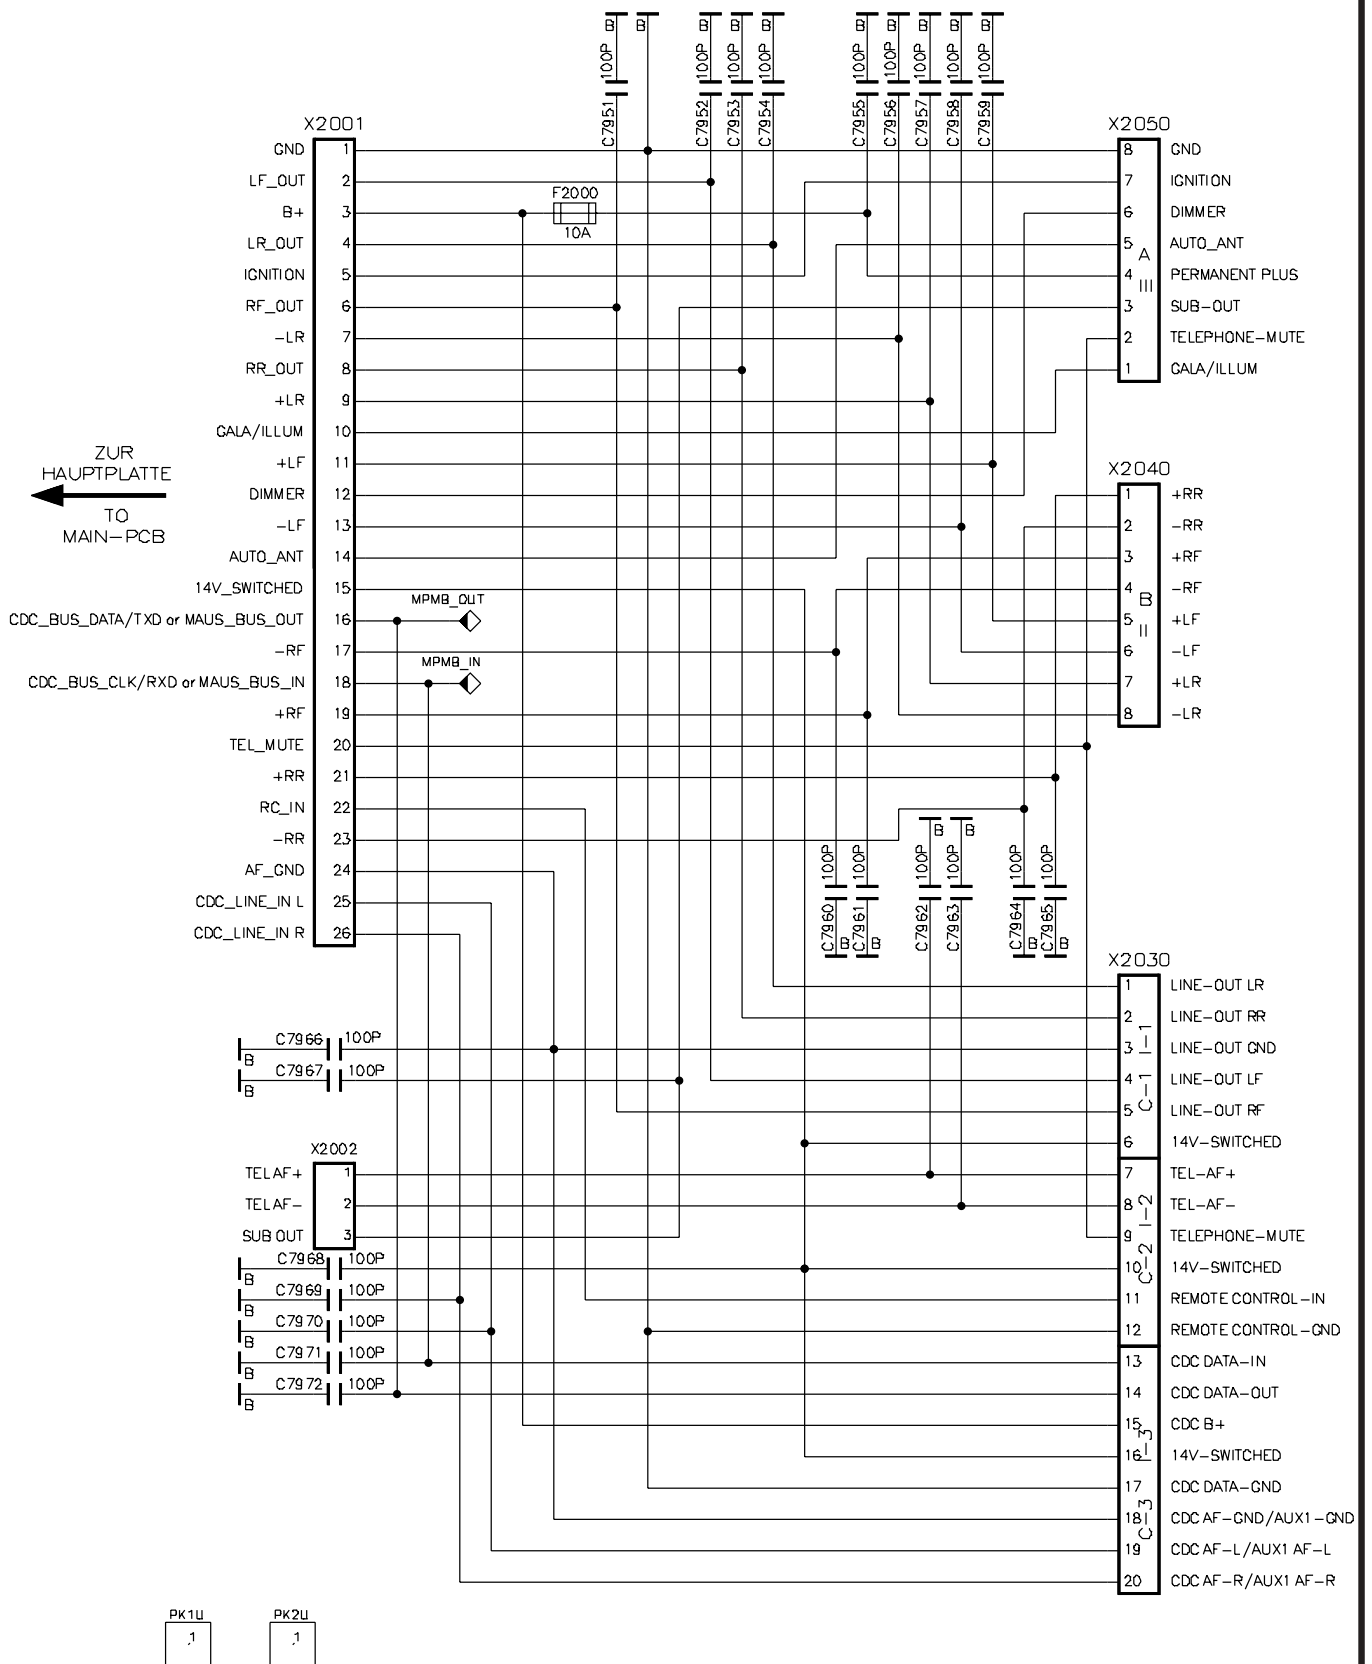 B B B B B B B B B B
100P 100P 100P 100P 100P 100P 100P 100P 100P
C7951 C7952 C7953 C7954 C7955 C7956 C7957 C7958 C7959
X2001
GND 1
LF_OUT 2
B+ 3
LR_OUT 4
IGNITION 5
RF_OUT 6
-LR 7
RR_OUT 8
+LR 9
GALA/ILLUM 10
+LF 11
DIMMER 12
-LF 13
AUTO_ANT 14
14V_SWITCHED 15
CDC_BUS_DATA/TXD or MAUS_BUS_OUT 16
-RF 17
CDC_BUS_CLK/RXD or MAUS_BUS_IN 18
+RF 19
TEL_MUTE 20
+RR 21
RC_IN 22
-RR 23
AF_GND 24
CDC_LINE_IN L 25
CDC_LINE_IN R 26
ZUR
HAUPTPLATTE
TO
MAIN-PCB
F2000
10A
MPMB_OUT
MPMB_IN
X2050
8 GND
7 IGNITION
6 DIMMER
5 AUTO_ANT
A
4 PERMANENT PLUS
III
3 SUB-OUT
2 TELEPHONE-MUTE
1 GALA/ILLUM
X2040
1 +RR
2 -RR
3 +RF
4 -RF
B
5 +LF
II
6 -LF
7 +LR
8 -LR
B B
100P 100P 100P 100P 100P 100P
C7960 C7961 C7962 C7963 C7964 C7965
B B B B
X2030
1 LINE-OUT LR
2 LINE-OUT RR
3 LINE-OUT GND
4 LINE-OUT LF
5 LINE-OUT RF
6 14V-SWITCHED
C-1 I-1
7 TEL-AF+
8 TEL-AF-
9 TELEPHONE-MUTE
10 14V-SWITCHED
11 REMOTE CONTROL-IN
12 REMOTE CONTROL-GND
C-2 I-2
13 CDC DATA-IN
14 CDC DATA-OUT
15 CDC B+
16 14V-SWITCHED
17 CDC DATA-GND
18 CDC AF-GND/AUX1-GND
19 CDC AF-L/AUX1 AF-L
20 CDC AF-R/AUX1 AF-R
C-3 I-3
B C7966 100P
B C7967 100P
X2002
TELAF+ 1
TELAF- 2
SUB OUT 3
B C7968 100P
B C7969 100P
B C7970 100P
B C7971 100P
B C7972 100P
PK1U PK2U
1 1